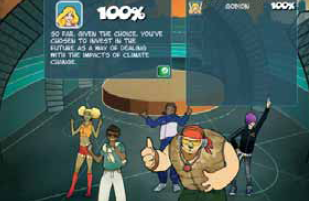 100%
SO FAR, GIVEN THE CHOICE, YOU'VE
CHOSEN TO INVEST IN THE
FUTURE AS A WAY OF DEALING
WITH THE IMPACTS OF CLIMATE
CHANGE.
100%